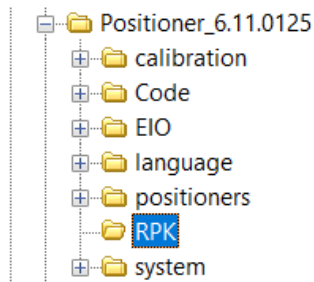 Positioner_6.11.0125
calibration
Code
EIO
language
positioners
RPK
system